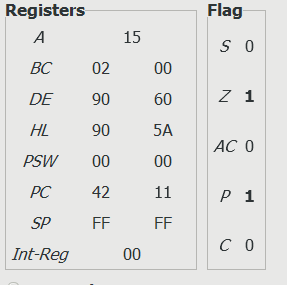 Registers Flag
A 15
S 0
BC 02 00
DE 90 60
Z 1
HL 90 5A
AC 0
PSW 00 00
PC 42 11
P 1
SP FF FF
C 0
Int-Reg 00